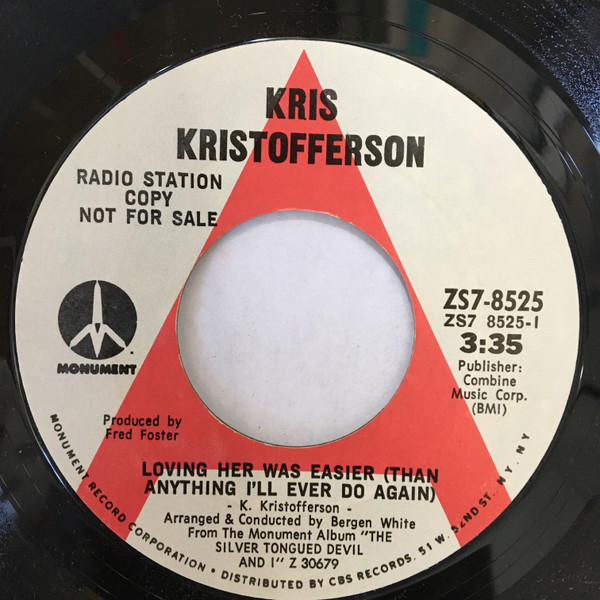 KRIS
KRISTOFFERSON
RADIO STATION
COPY
NOT FOR SALE
MONUMENT
ZS7-8525
ZS7 8525-1
3:35
Publisher:
Combine
Music Corp.
(BMI)
Produced by
Fred Foster
LOVING HER WAS EASIER (THAN
ANYTHING I'LL EVER DO AGAIN)
- K. Kristofferson -
Arranged & Conducted by Bergen White
From The Monument Album "THE
SILVER TONGUED DEVIL
AND I" Z 30679
MONUMENT RECORD CORPORATION • DISTRIBUTED BY CBS RECORDS, 51 W. 52ND ST., NY, NY